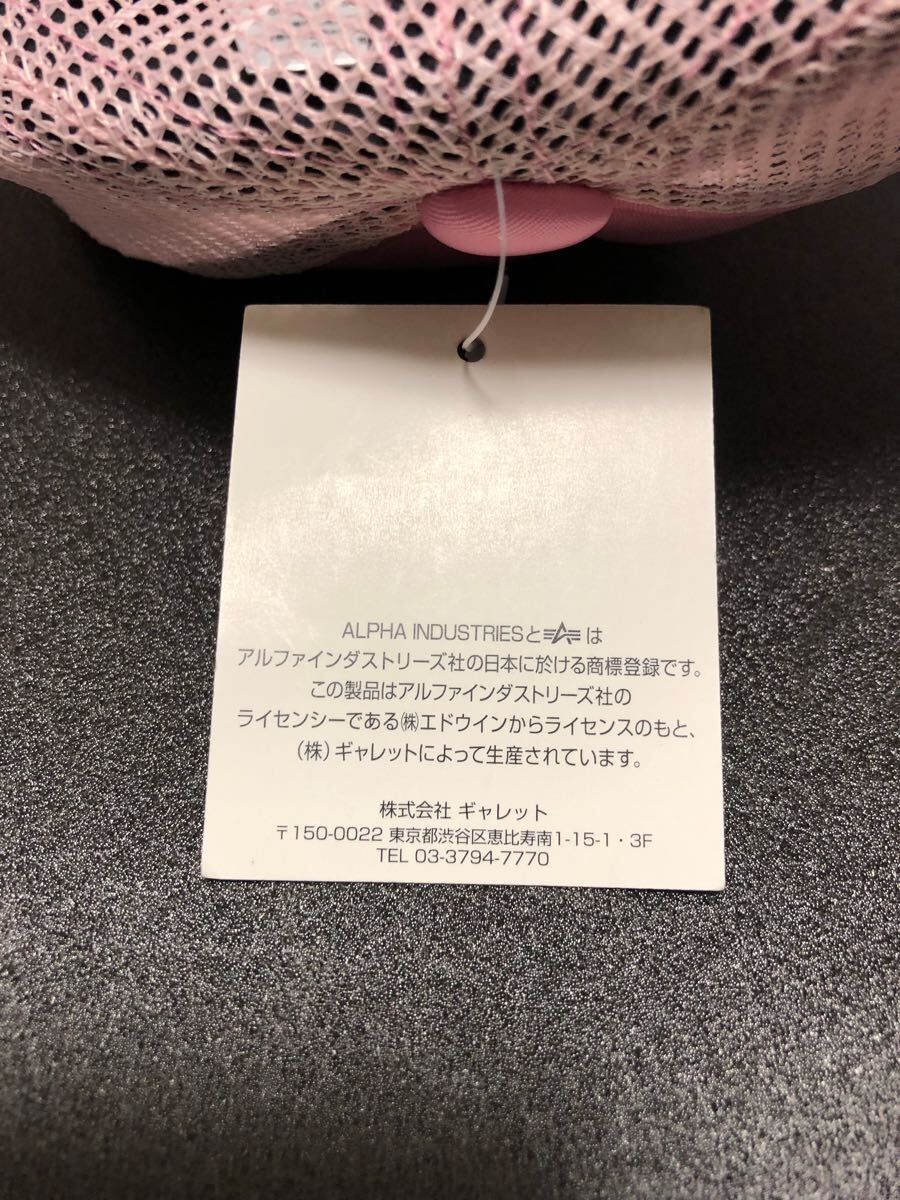 ALPHA INDUSTRIESとは
アルファインダストリーズ社の日本に於ける商標登録です。
この製品はアルファインダストリーズ社の
ライセンシーである㈱エドウインからライセンスのもと、
(株)ギャレットによって生産されています。
株式会社 ギャレット
〒150-0022 東京都渋谷区恵比寿南1-15-1・3F
TEL 03-3794-7770